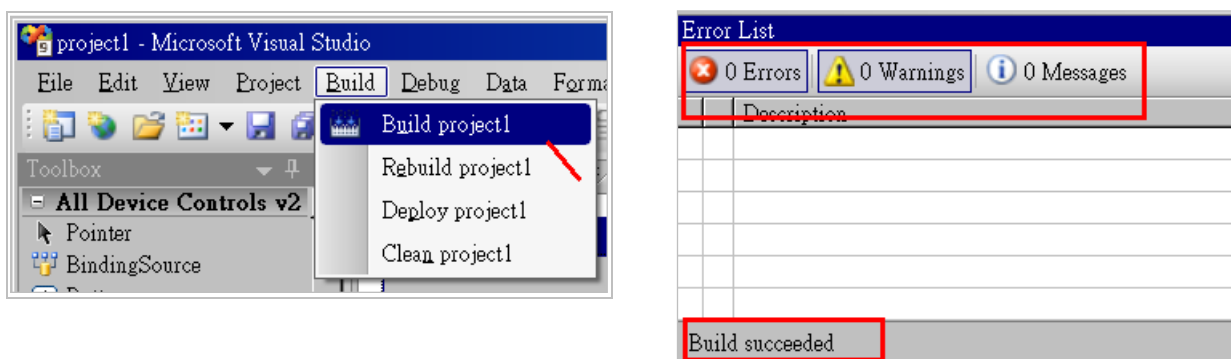 project1 - Microsoft Visual Studio
File Edit View Project Build Debug Data
Build project1
Rebuild project1
Deploy project1
Clean project1
Toolbox
All Device Controls v2
Pointer
BindingSource
Error List
0 Errors 0 Warnings 0 Messages
Description
Build succeeded